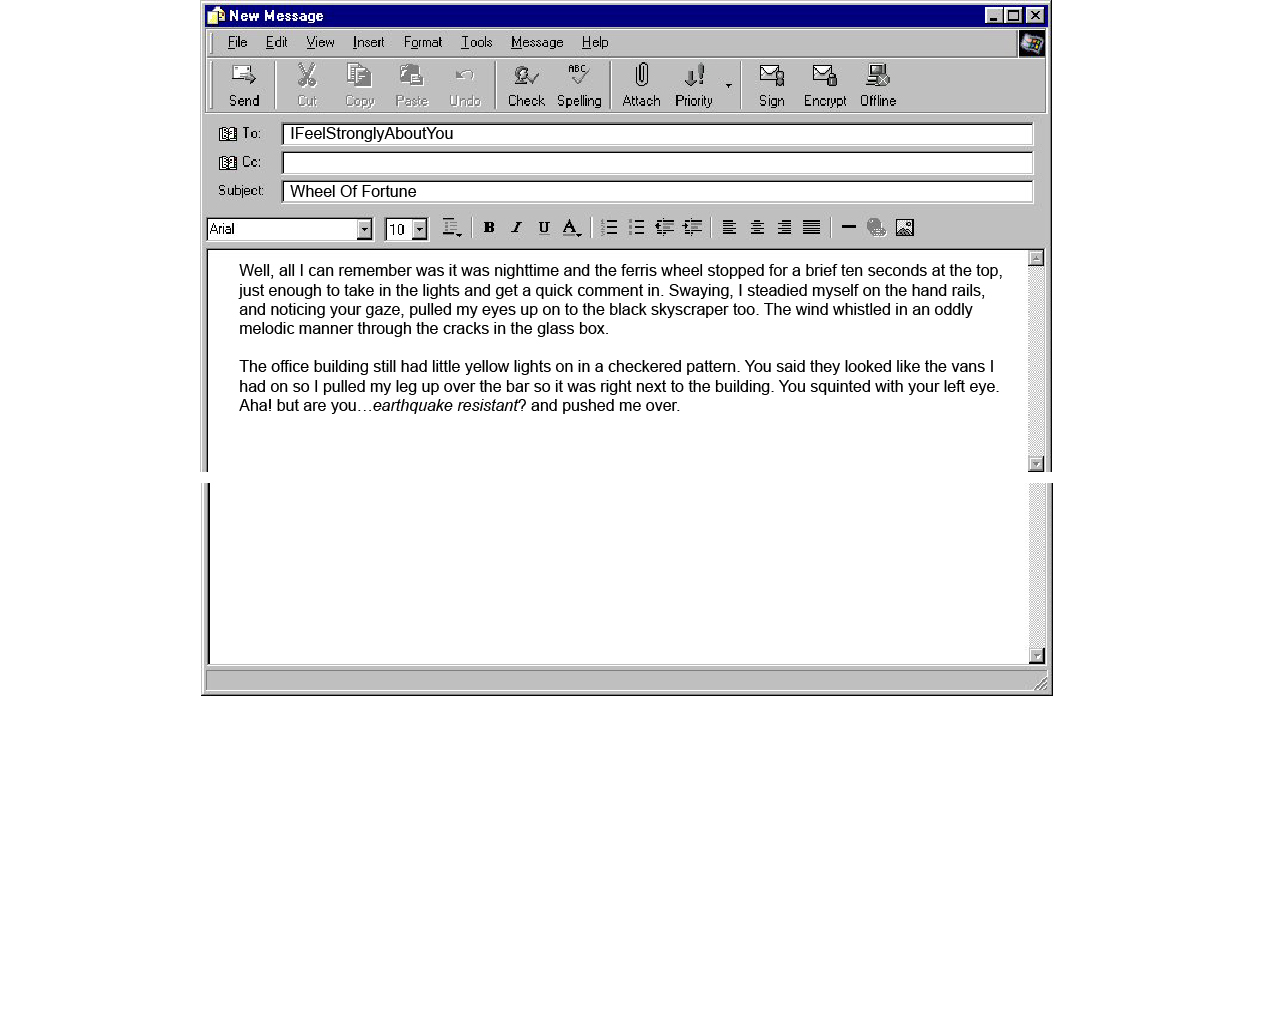 New Message
File Edit View Insert Format Tools Message Help
ABC
Send Cut Copy Paste Undo Check Spelling Attach Priority Sign Encrypt Offline
To: IFeelStronglyAboutYou
Cc:
Subject: Wheel Of Fortune
Arial 10 B I U A
Well, all I can remember was it was nighttime and the ferris wheel stopped for a brief ten seconds at the top,
just enough to take in the lights and get a quick comment in. Swaying, I steadied myself on the hand rails,
and noticing your gaze, pulled my eyes up on to the black skyscraper too. The wind whistled in an oddly
melodic manner through the cracks in the glass box.
The office building still had little yellow lights on in a checkered pattern. You said they looked like the vans I
had on so I pulled my leg up over the bar so it was right next to the building. You squinted with your left eye.
Aha! but are you…earthquake resistant? and pushed me over.